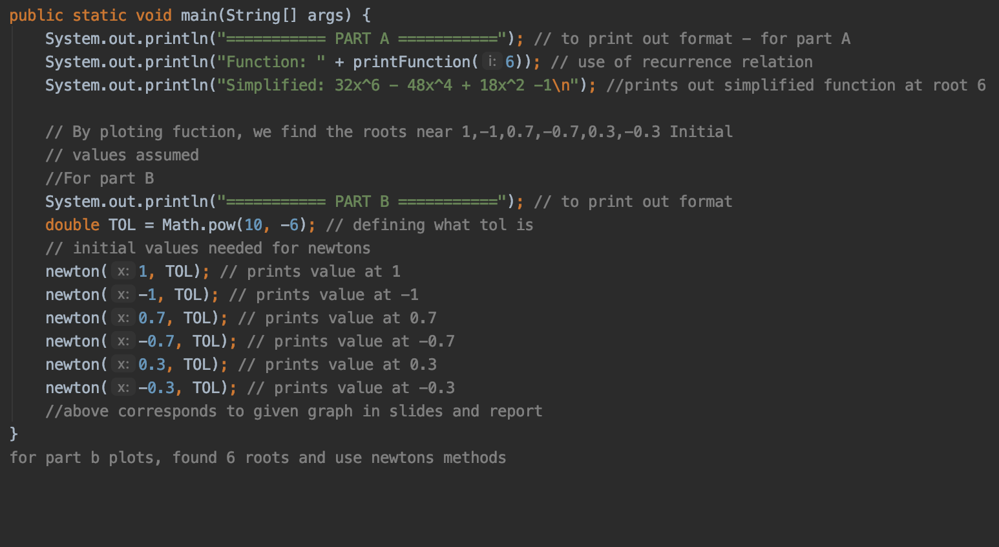 public static void main(String[] args) {
System.out.println("=========== PART A ==========="); // to print out format - for part A
System.out.println("Function: " + printFunction( i: 6)); // use of recurrence relation
System.out.println("Simplified: 32x^6 - 48x^4 + 18x^2 -1\n"); //prints out simplified function at root 6
// By ploting fuction, we find the roots near 1,-1,0.7,-0.7,0.3,-0.3 Initial
// values assumed
//For part B
System.out.println("=========== PART B ==========="); // to print out format
double TOL = Math.pow(10, -6); // defining what tol is
// initial values needed for newtons
newton( x: 1, TOL); // prints value at 1
newton( x: -1, TOL); // prints value at -1
newton( x: 0.7, TOL); // prints value at 0.7
newton( x: -0.7, TOL); // prints value at -0.7
newton( x: 0.3, TOL); // prints value at 0.3
newton( x: -0.3, TOL); // prints value at -0.3
//above corresponds to given graph in slides and report
}
for part b plots, found 6 roots and use newtons methods